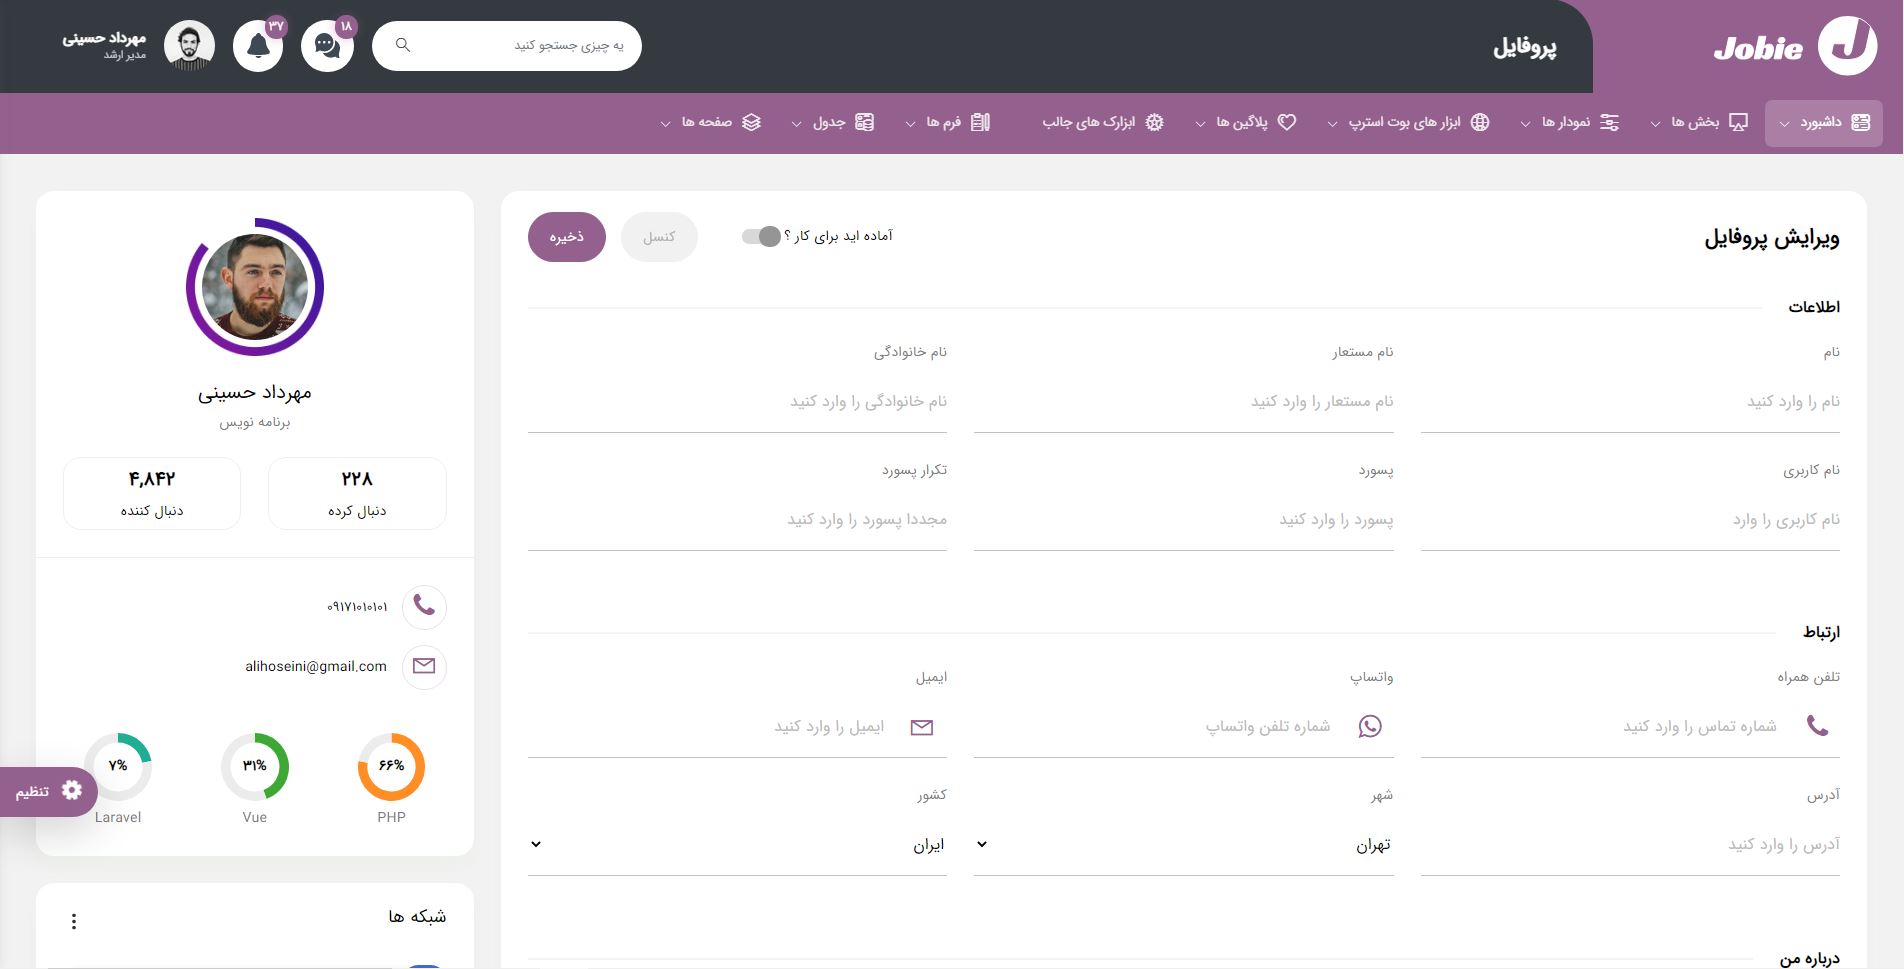 Jobie
پروفایل
یه چیزی جستجو کنید
۱۸
۳۷
مهرداد حسینی
مدیر ارشد
داشبورد
بخش ها
نمودار ها
ابزار های بوت استرپ
پلاگین ها
ابزارک های جالب
فرم ها
جدول
صفحه ها
ویرایش پروفایل
آماده اید برای کار ؟
کنسل
ذخیره
اطلاعات
نام
نام مستعار
نام خانوادگی
نام را وارد کنید
نام مستعار را وارد کنید
نام خانوادگی را وارد کنید
نام کاربری
پسورد
تکرار پسورد
نام کاربری را وارد
پسورد را وارد کنید
مجددا پسورد را وارد کنید
ارتباط
تلفن همراه
واتساپ
ایمیل
شماره تماس را وارد کنید
شماره تلفن واتساپ
ایمیل را وارد کنید
آدرس
شهر
کشور
آدرس را وارد کنید
تهران
ایران
درباره من
مهرداد حسینی
برنامه نویس
۲۲۸
دنبال کرده
۴,۸۴۲
دنبال کننده
۰۹۱۷۱۰۱۰۱۰۱
alihoseini@gmail.com
۶۶%
PHP
۳۱%
Vue
۷%
Laravel
تنظیم
شبکه ها